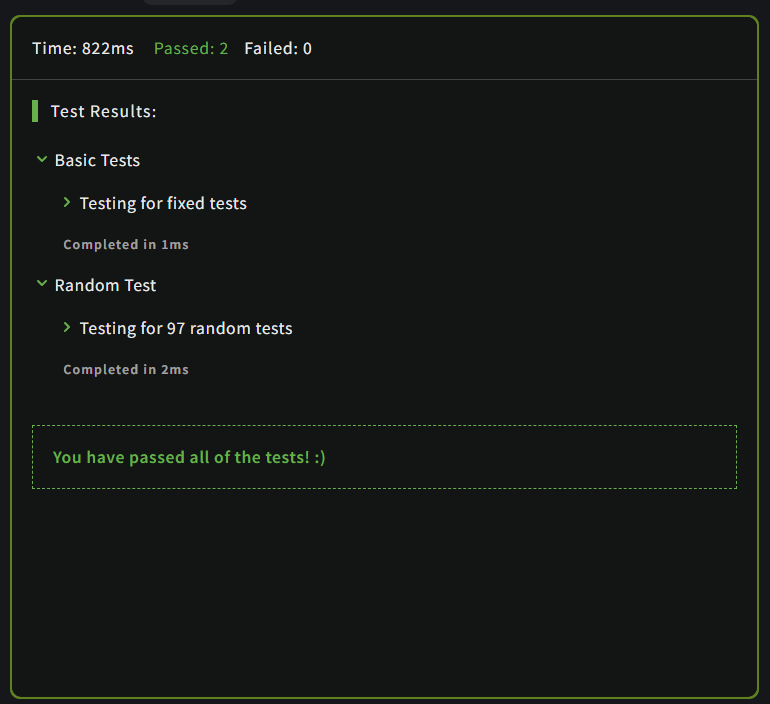 Time: 822ms Passed: 2 Failed: 0
Test Results:
Basic Tests
Testing for fixed tests
Completed in 1ms
Random Test
Testing for 97 random tests
Completed in 2ms
You have passed all of the tests! :)